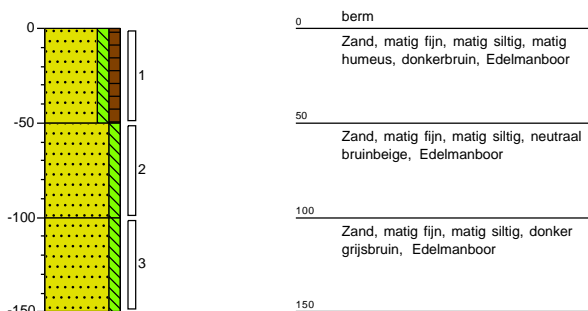 0
-50
-100
-150
1
2
3
0
berm
Zand, matig fijn, matig siltig, matig
humeus, donkerbruin, Edelmanboor
50
Zand, matig fijn, matig siltig, neutraal
bruinbeige, Edelmanboor
100
Zand, matig fijn, matig siltig, donker
grijsbruin, Edelmanboor
150